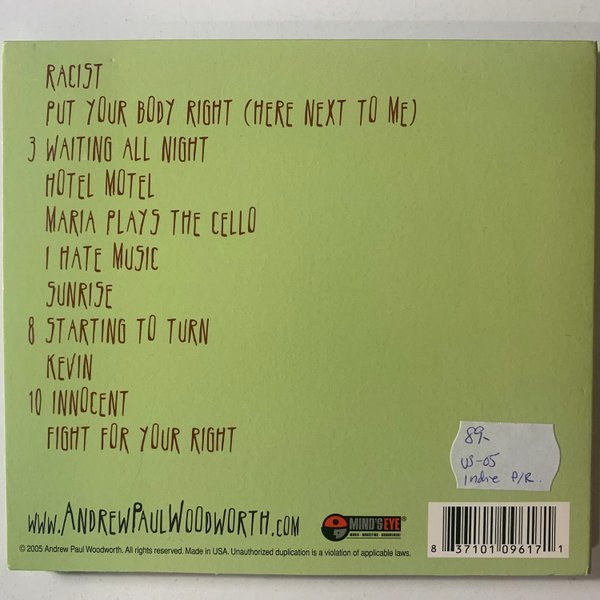 RACIST
PUT YOUR BODY RIGHT (HERE NEXT TO ME)
3 WAITING ALL NIGHT
HOTEL MOTEL
MARIA PLAYS THE CELLO
I HATE MUSIC
SUNRISE
8 STARTING TO TURN
KEVIN
10 INNOCENT
FIGHT FOR YOUR RIGHT
89-
US-05
indie P/R.
WWW.ANDREWPAULWOODWORTH.COM
MIND'S EYE
© 2005 Andrew Paul Woodworth. All rights reserved. Made in USA. Unauthorized duplication is a violation of applicable laws.
8 37101 09617 1